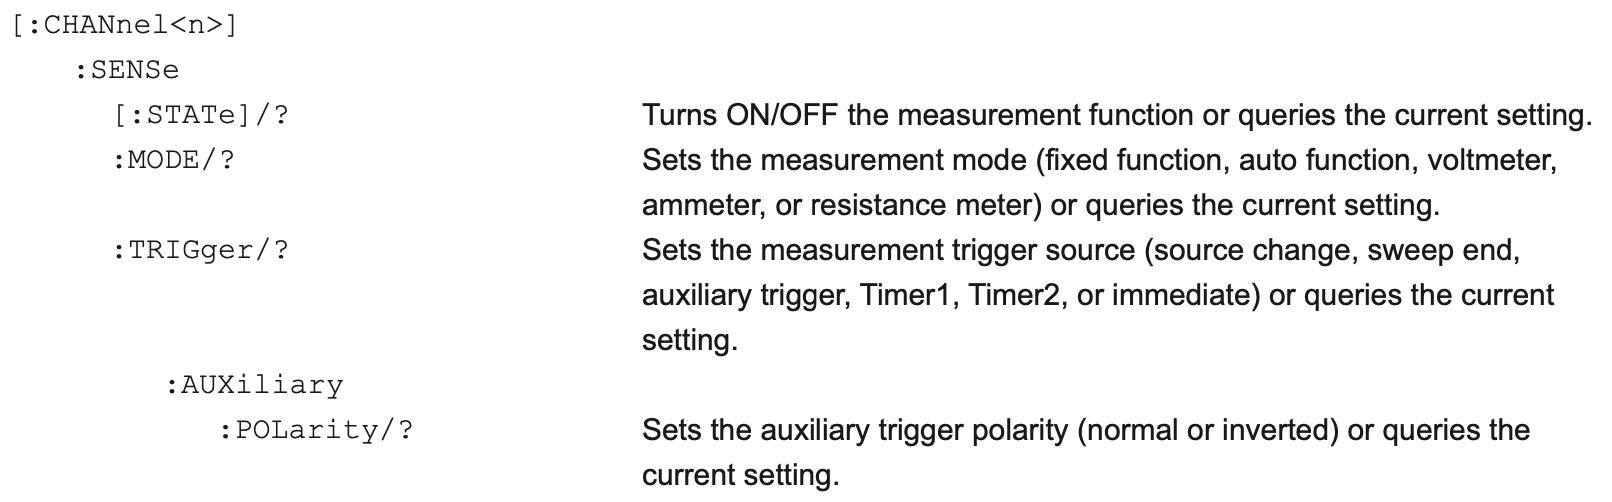 [:CHANnel<n>]
:SENSe
[:STATe]/? Turns ON/OFF the measurement function or queries the current setting.
:MODE/? Sets the measurement mode (fixed function, auto function, voltmeter,
ammeter, or resistance meter) or queries the current setting.
:TRIGger/? Sets the measurement trigger source (source change, sweep end,
auxiliary trigger, Timer1, Timer2, or immediate) or queries the current
setting.
:AUXiliary
:POLarity/? Sets the auxiliary trigger polarity (normal or inverted) or queries the
current setting.